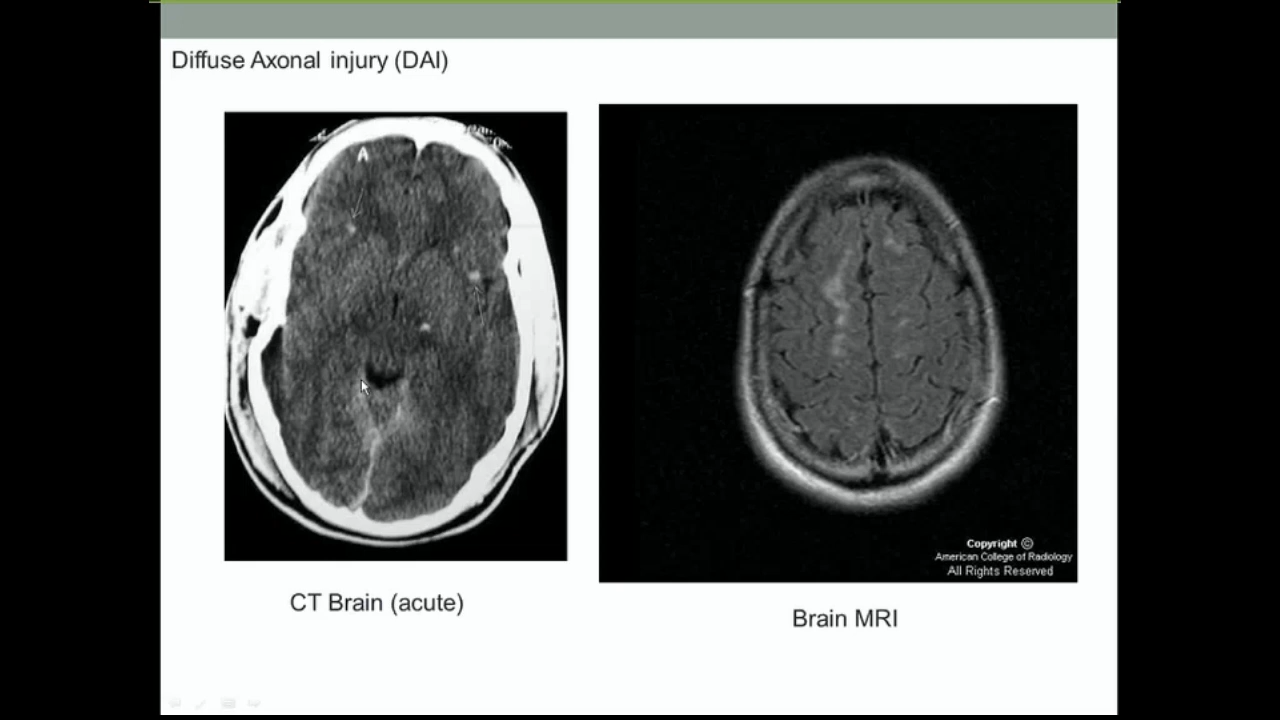 Diffuse Axonal injury (DAI)
A
CT Brain (acute)
Copyright ©
American College of Radiology
All Rights Reserved
Brain MRI